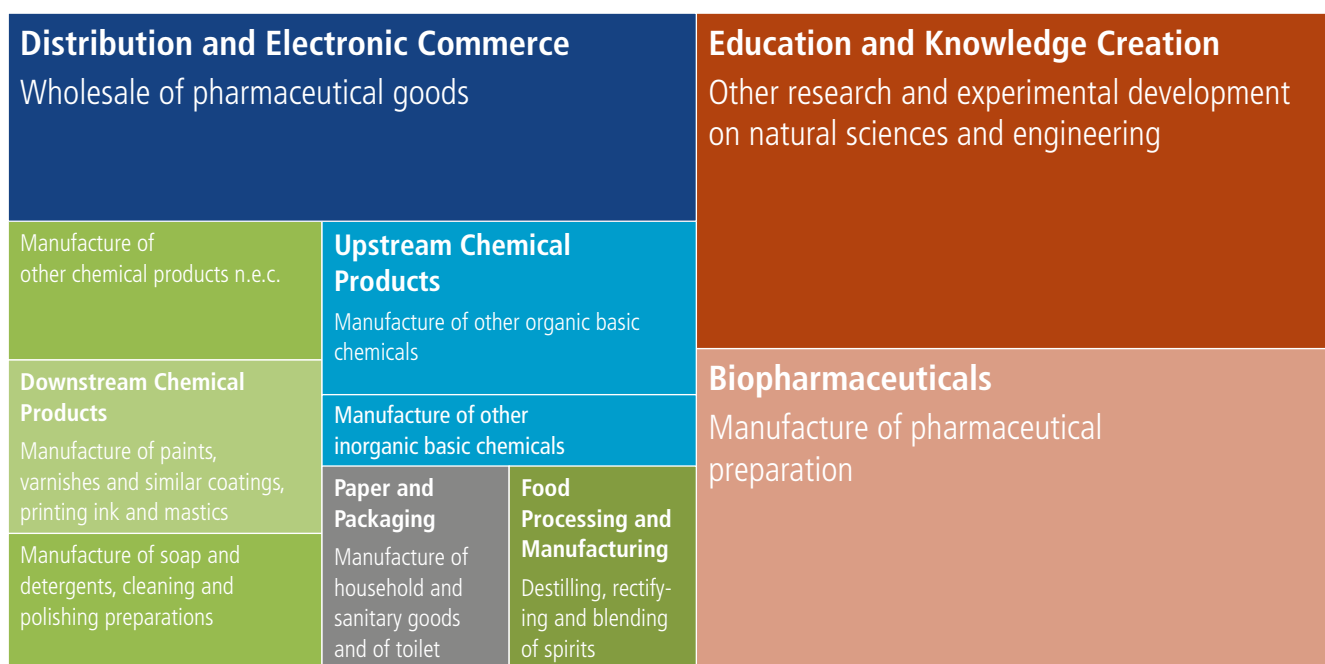 Distribution and Electronic Commerce
Wholesale of pharmaceutical goods
Education and Knowledge Creation
Other research and experimental development
on natural sciences and engineering
Manufacture of
other chemical products n.e.c.
Upstream Chemical
Products
Manufacture of other organic basic
chemicals
Downstream Chemical
Products
Manufacture of paints,
varnishes and similar coatings,
printing ink and mastics
Manufacture of other
inorganic basic chemicals
Biopharmaceuticals
Manufacture of pharmaceutical
preparation
Manufacture of soap and
detergents, cleaning and
polishing preparations
Paper and
Packaging
Manufacture of
household and
sanitary goods
and of toilet
Food
Processing and
Manufacturing
Destilling, rectify-
ing and blending
of spirits